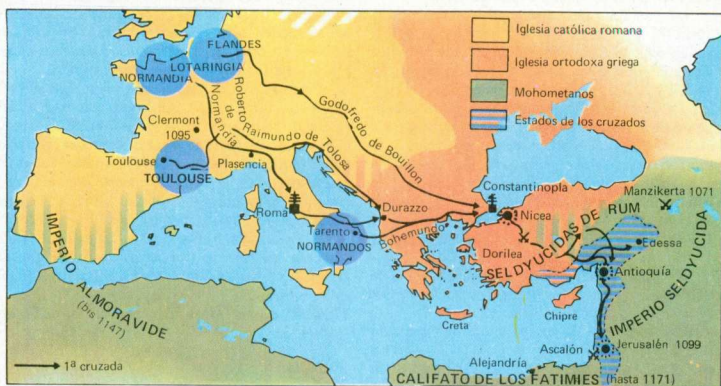 Iglesia católica romana
Iglesia ortodoxa griega
Mohometanos
Estados de los cruzados
FLANDES
LOTARINGIA
NORMANDIA
Clermont
1095
Toulouse
TOULOUSE
Plasencia
Roberto de Normandía
Raimundo de Tolosa
Godofredo de Bouillon
Roma
Tarento
NORMANDOS
Durazzo
Bohemundo
Constantinopla
Nicea
Manzikerta 1071
Dorilea
SELDYUCIDAS DE RUM
Edessa
Antioquía
IMPERIO SELDYUCIDA
Creta
Chipre
Jerusalén 1099
Ascalón
Alejandría
CALIFATO DE LOS FATIMIES (hasta 1171)
IMPERIO ALMORAVIDE
(bis 1147)
1ª cruzada